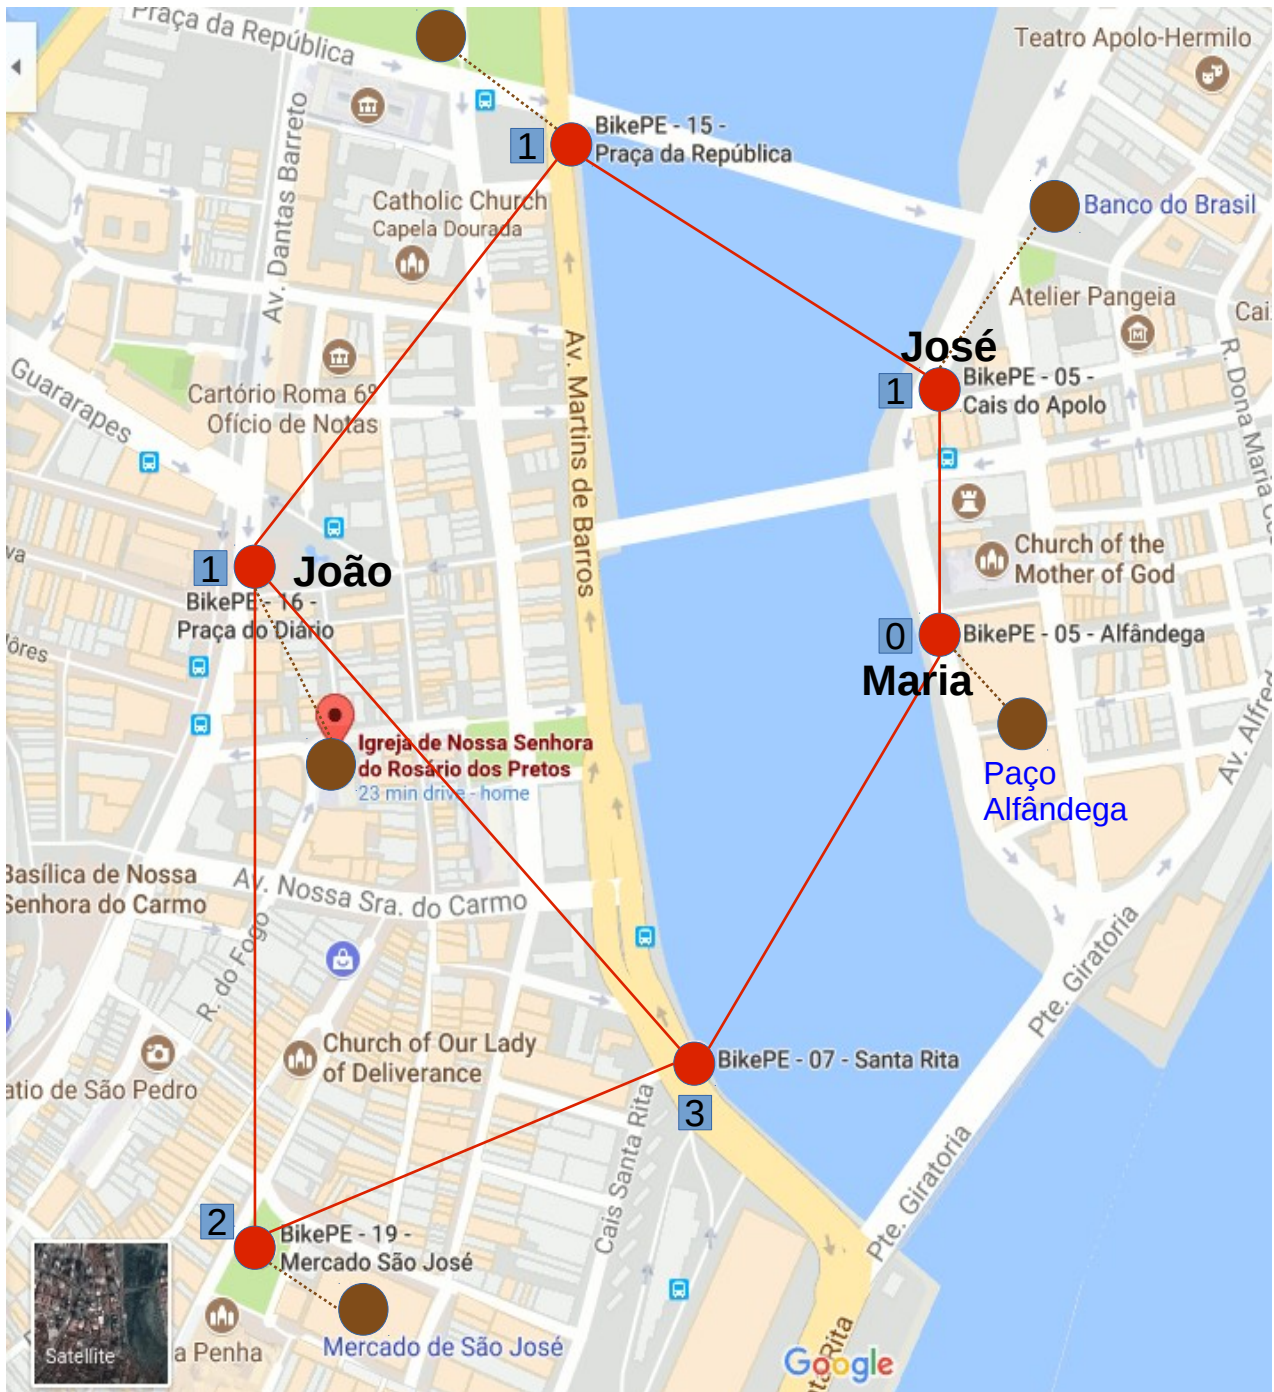 Praça da República
Teatro Apolo-Hermilo
BikePE - 15 -
Praça da República
1
Av. Dantas Barreto
Catholic Church
Capela Dourada
Banco do Brasil
Atelier Pangeia
José
BikePE - 05 -
Cais do Apolo
1
Av. Martins de Barros
R. Dona Maria
Guararapes
Cartório Roma 6º
Ofício de Notas
Church of the
Mother of God
1
João
BikePE - 16 -
Praça do Diário
0
BikePE - 05 - Alfândega
Maria
Igreja de Nossa Senhora
do Rosário dos Pretos
23 min drive - home
Paço
Alfândega
Av. Alfred
Basílica de Nossa
Senhora do Carmo
Av. Nossa Sra. do Carmo
R. do Fogo
Pte. Giratoria
Church of Our Lady
of Deliverance
atio de São Pedro
BikePE - 07 - Santa Rita
3
Cais Santa Rita
Pte. Giratoria
2
BikePE - 19 -
Mercado São José
Mercado de São José
Satellite
a Penha
Google
Rita